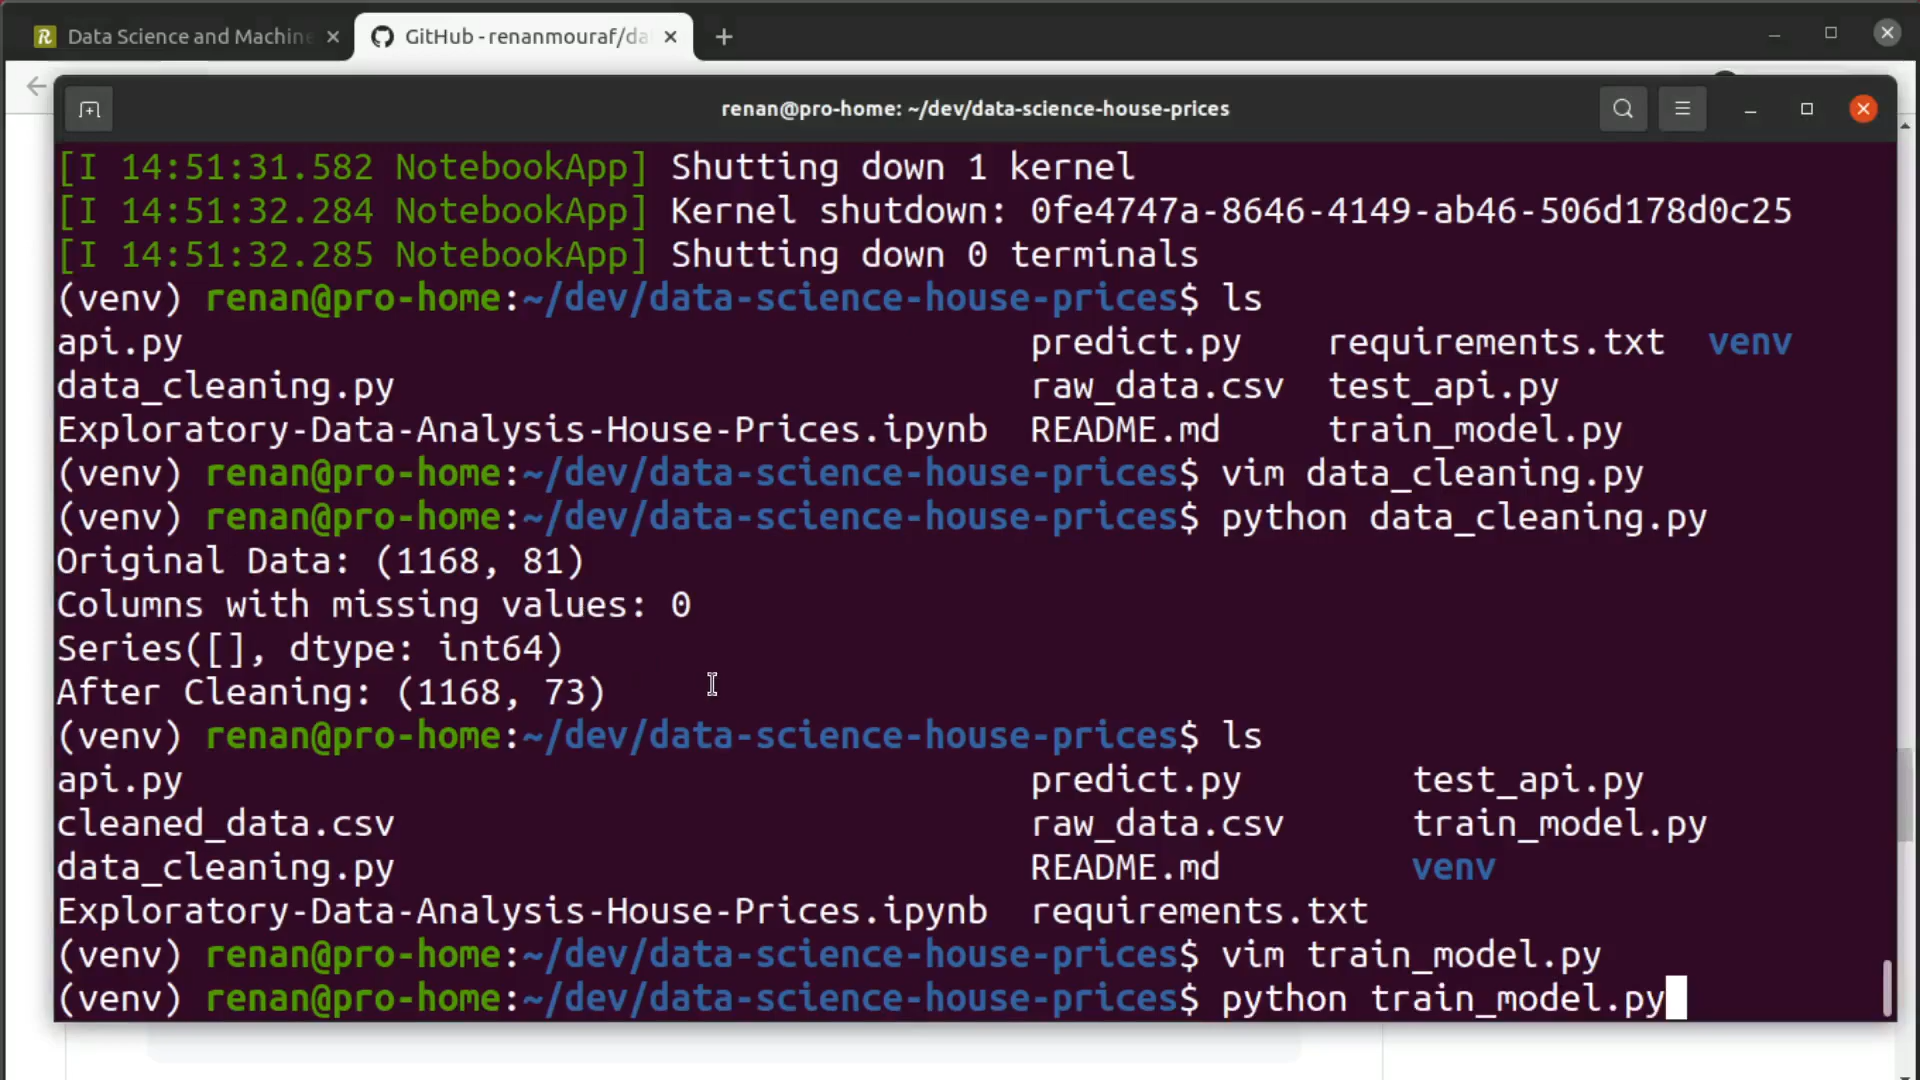 Data Science and Machine
GitHub - renanmouraf/da
renan@pro-home: ~/dev/data-science-house-prices
[I 14:51:31.582 NotebookApp] Shutting down 1 kernel
[I 14:51:32.284 NotebookApp] Kernel shutdown: 0fe4747a-8646-4149-ab46-506d178d0c25
[I 14:51:32.285 NotebookApp] Shutting down 0 terminals
(venv) renan@pro-home:~/dev/data-science-house-prices$ ls
api.py predict.py requirements.txt venv
data_cleaning.py raw_data.csv test_api.py
Exploratory-Data-Analysis-House-Prices.ipynb README.md train_model.py
(venv) renan@pro-home:~/dev/data-science-house-prices$ vim data_cleaning.py
(venv) renan@pro-home:~/dev/data-science-house-prices$ python data_cleaning.py
Original Data: (1168, 81)
Columns with missing values: 0
Series([], dtype: int64)
After Cleaning: (1168, 73)
(venv) renan@pro-home:~/dev/data-science-house-prices$ ls
api.py predict.py test_api.py
cleaned_data.csv raw_data.csv train_model.py
data_cleaning.py README.md venv
Exploratory-Data-Analysis-House-Prices.ipynb requirements.txt
(venv) renan@pro-home:~/dev/data-science-house-prices$ vim train_model.py
(venv) renan@pro-home:~/dev/data-science-house-prices$ python train_model.py